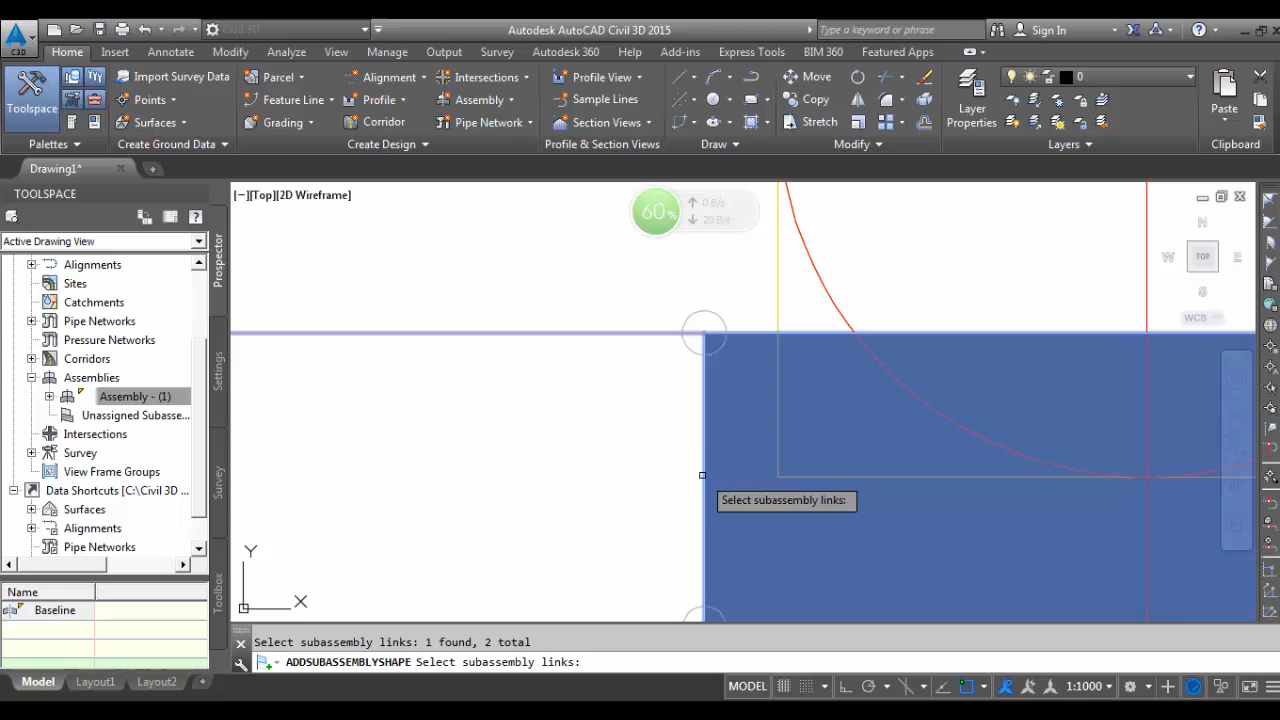 C3D
Civil 3D
Autodesk AutoCAD Civil 3D 2015
Type a keyword or phrase
Sign In
Home Insert Annotate Modify Analyze View Manage Output Survey Autodesk 360 Help Add-ins Express Tools BIM 360 Featured Apps
Toolspace
Import Survey Data
Points
Surfaces
Parcel
Feature Line
Grading
Alignment
Profile
Corridor
Intersections
Assembly
Pipe Network
Profile View
Sample Lines
Section Views
Move
Copy
Stretch
Layer
Properties
0
Paste
Palettes
Create Ground Data
Create Design
Profile & Section Views
Draw
Modify
Layers
Clipboard
Drawing1*
TOOLSPACE
Active Drawing View
Alignments
Sites
Catchments
Pipe Networks
Pressure Networks
Corridors
Assemblies
Assembly - (1)
Unassigned Subasse...
Intersections
Survey
View Frame Groups
Data Shortcuts [C:\Civil 3D ...
Surfaces
Alignments
Pipe Networks
Name
Baseline
Prospector
Settings
Survey
Toolbox
[−][Top][2D Wireframe]
60%
0 B/s
20 B/s
N
W TOP E
S
WCS
Select subassembly links:
Y
X
Select subassembly links: 1 found, 2 total
ADDSUBASSEMBLYSHAPE Select subassembly links:
Model Layout1 Layout2
MODEL
1:1000